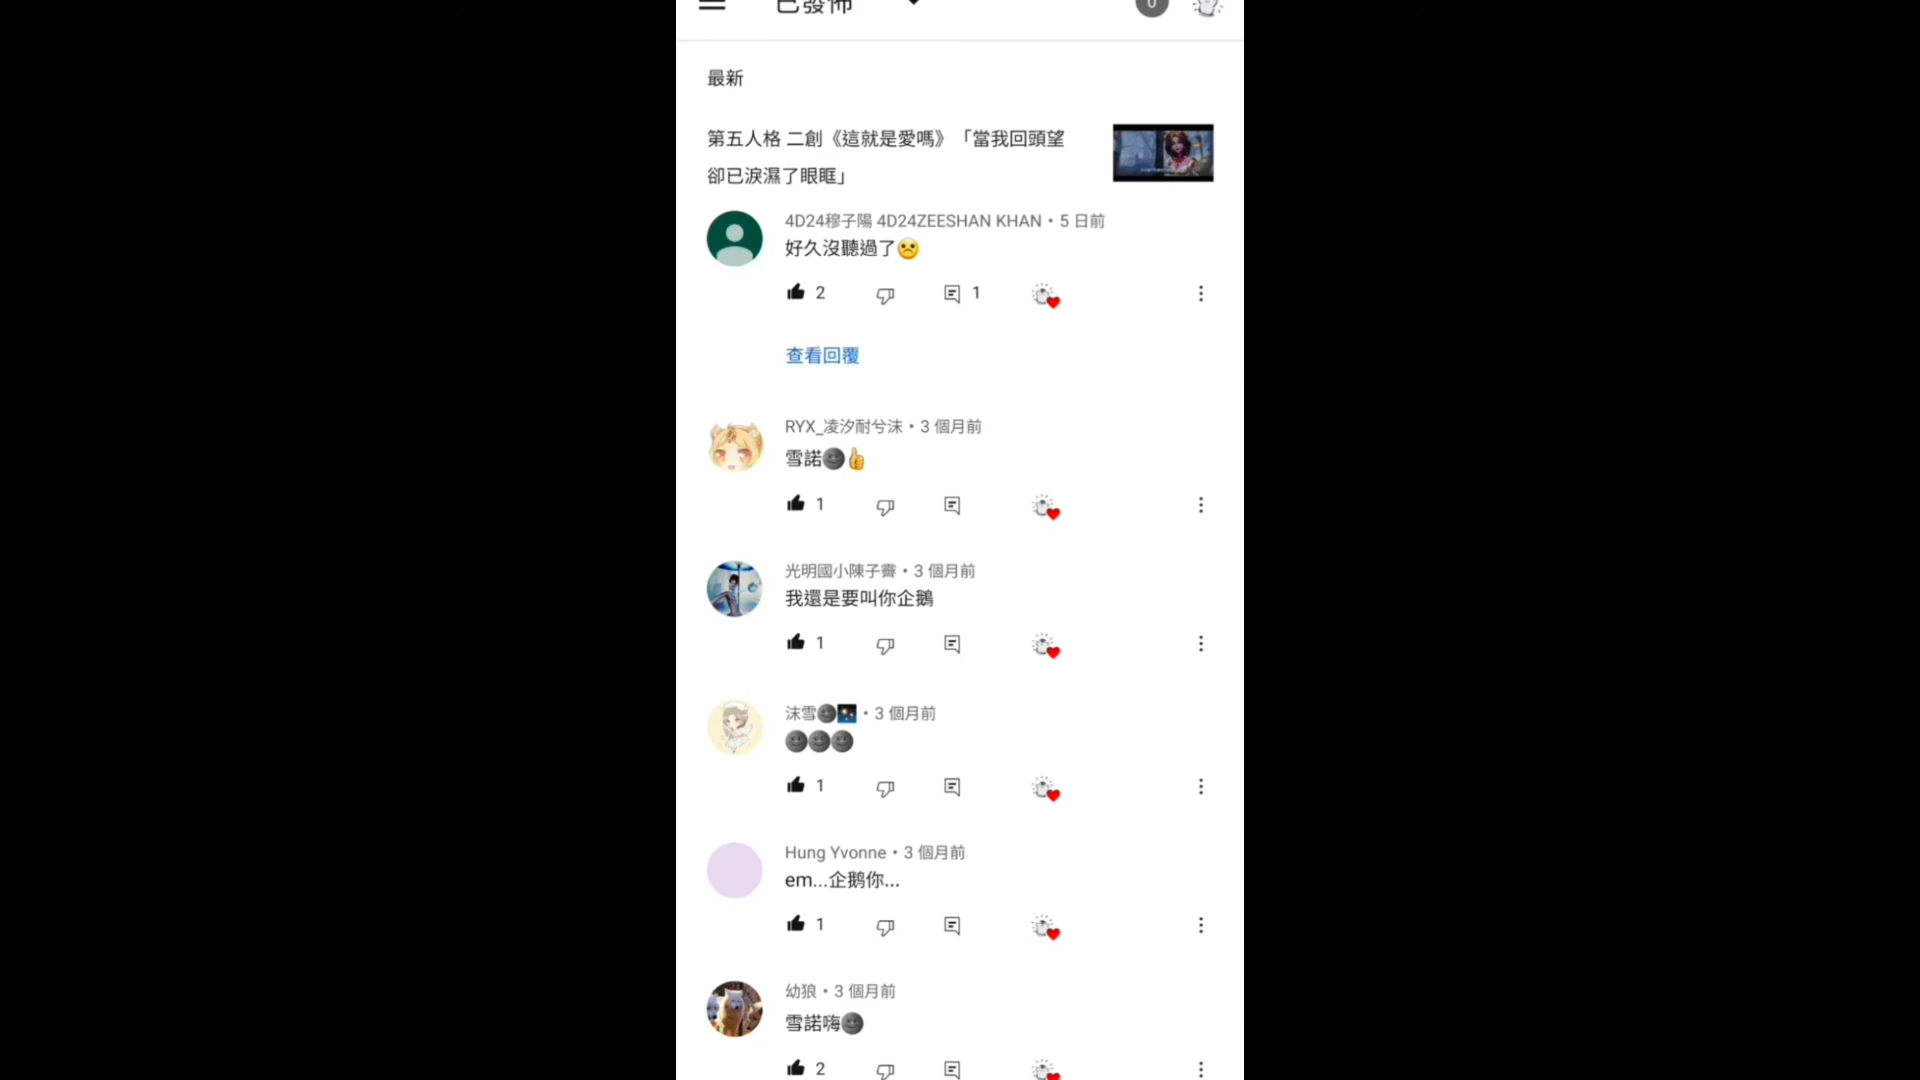 已發佈
0
最新
第五人格 二創《這就是愛嗎》「當我回頭望
卻已淚濕了眼眶」
4D24穆子陽 4D24ZEESHAN KHAN・5 日前
好久沒聽過了☹️
2
1
查看回覆
RYX_凌汐耐兮沫・3 個月前
雪諾🌚👍
1
光明國小陳子霽・3 個月前
我還是要叫你企鵝
1
沫雪🌚🌠・3 個月前
🌚🌚🌚
1
Hung Yvonne・3 個月前
em...企鹅你...
1
幼狼・3 個月前
雪諾嗨🌚
2